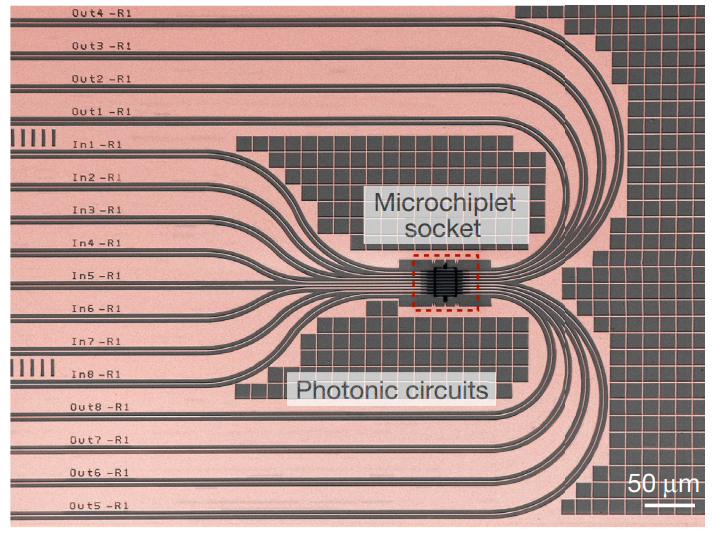 Out4 -R1
Out3 -R1
Out2 -R1
Out1 -R1
In1 -R1
In2 -R1
In3 -R1
In4 -R1
In5 -R1
In6 -R1
In7 -R1
In8 -R1
Out8 -R1
Out7 -R1
Out6 -R1
Out5 -R1
Microchiplet
socket
Photonic circuits
50 μm